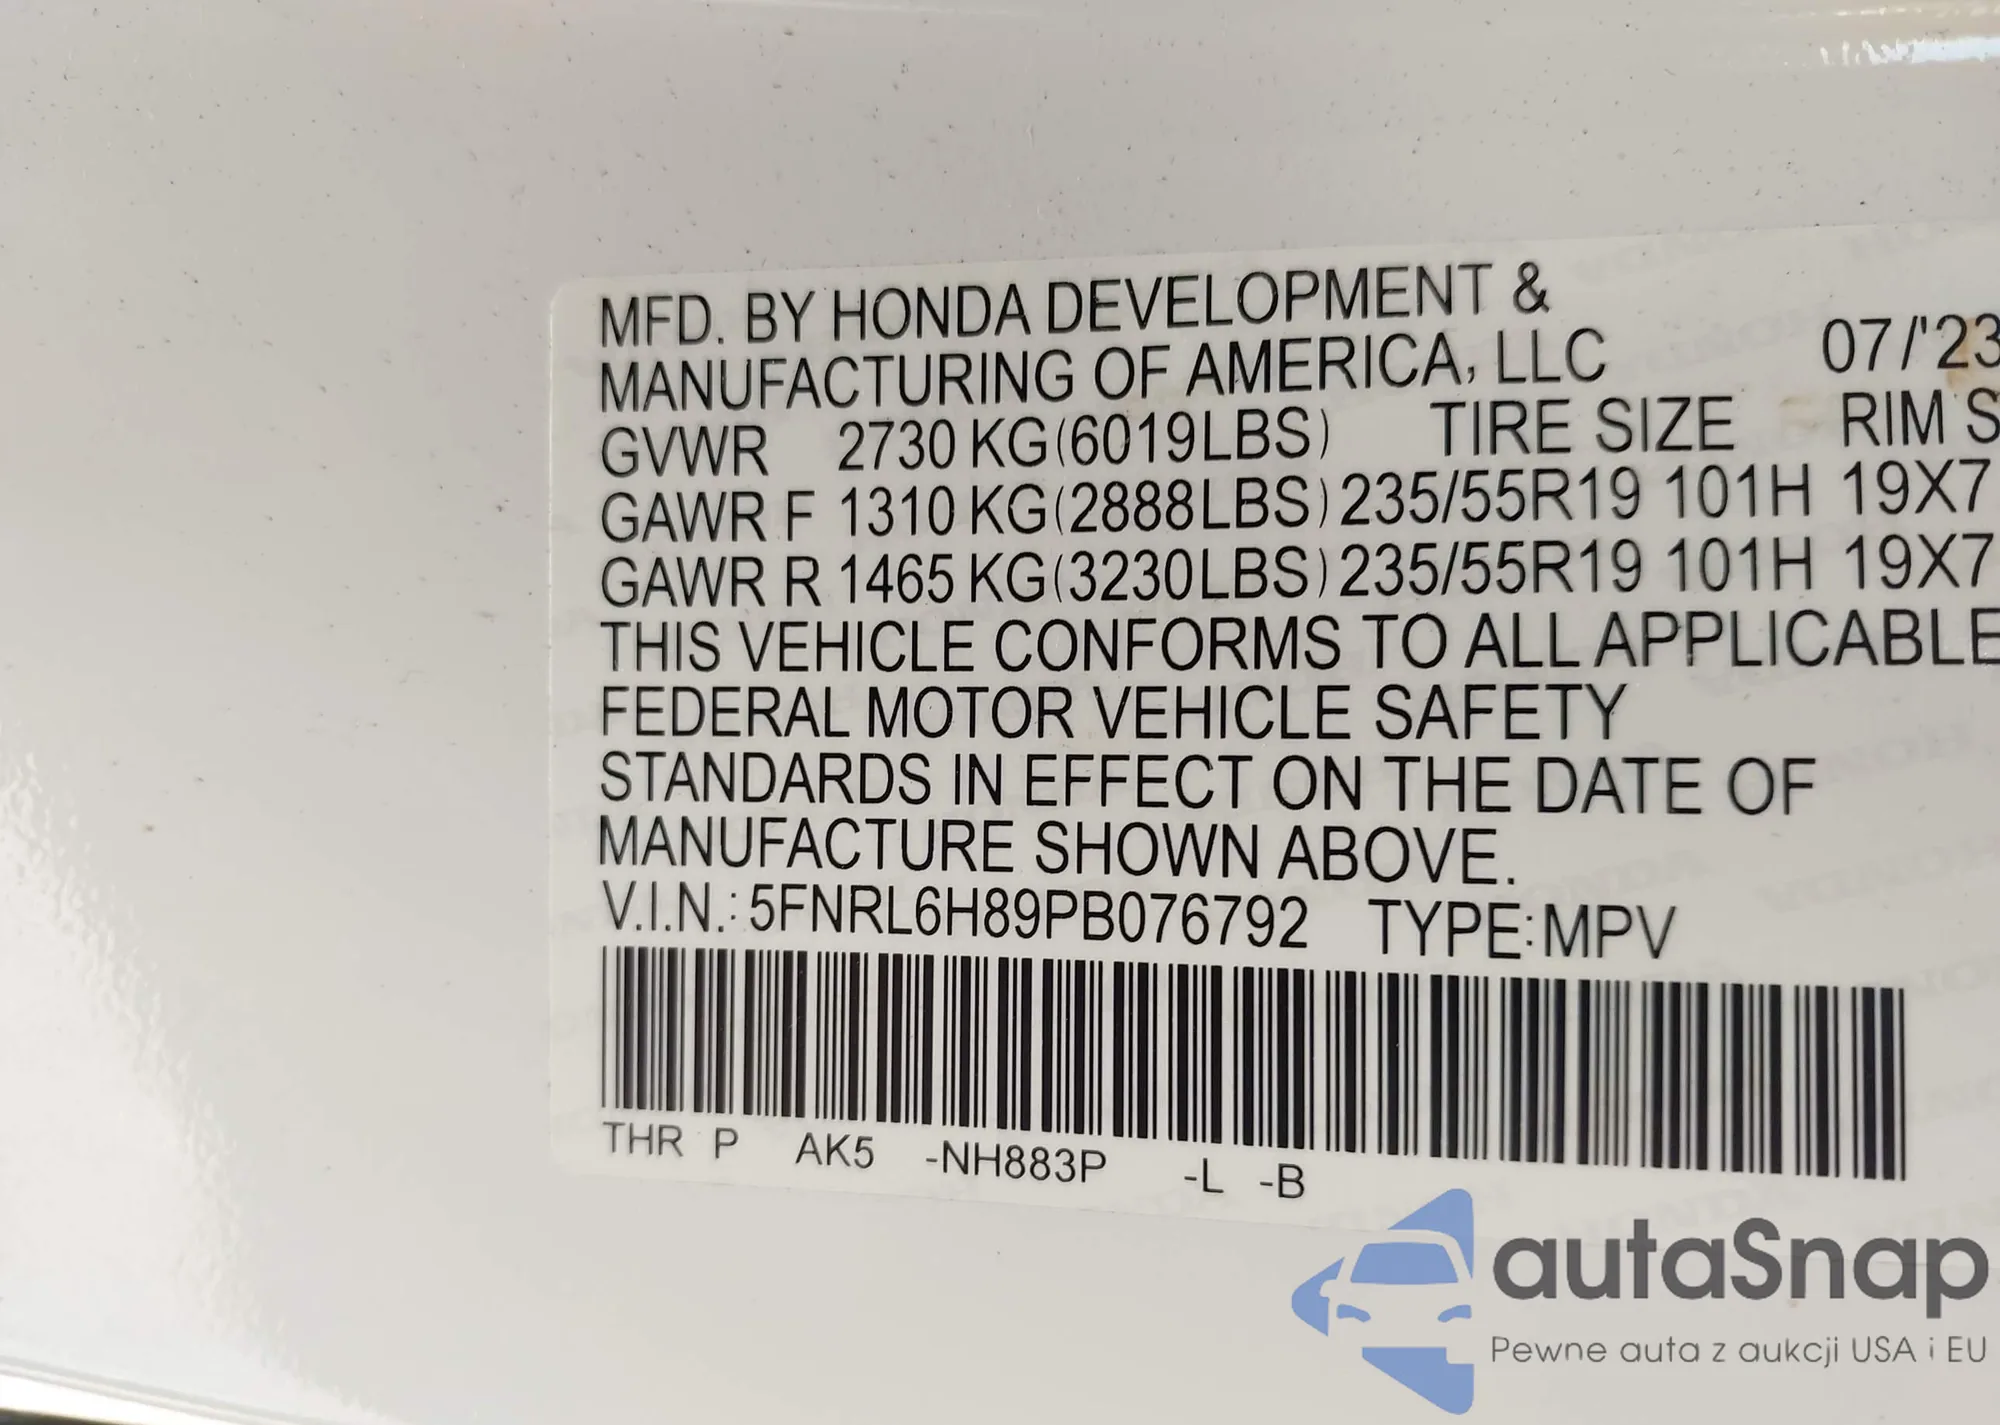 MFD. BY HONDA DEVELOPMENT &
MANUFACTURING OF AMERICA, LLC 07/'23
GVWR 2730 KG(6019LBS) TIRE SIZE RIM S
GAWR F 1310 KG(2888LBS) 235/55R19 101H 19X7
GAWR R 1465 KG(3230LBS) 235/55R19 101H 19X7
THIS VEHICLE CONFORMS TO ALL APPLICABLE
FEDERAL MOTOR VEHICLE SAFETY
STANDARDS IN EFFECT ON THE DATE OF
MANUFACTURE SHOWN ABOVE.
V.I.N.: 5FNRL6H89PB076792 TYPE:MPV
THR P AK5 -NH883P -L -B
autaSnap
Pewne auta z aukcji USA i EU